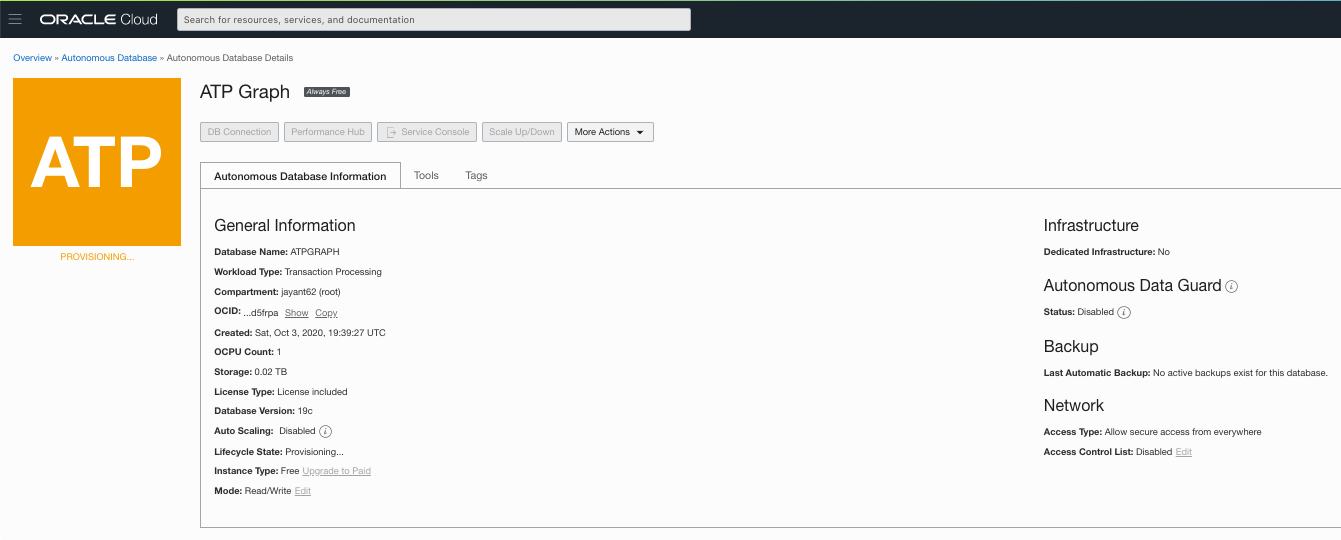 ORACLE Cloud
Search for resources, services, and documentation
Overview » Autonomous Database » Autonomous Database Details
ATP
PROVISIONING...
ATP Graph Always Free
DB Connection Performance Hub Service Console Scale Up/Down More Actions
Autonomous Database Information Tools Tags
General Information
Database Name: ATPGRAPH
Workload Type: Transaction Processing
Compartment: jayant62 (root)
OCID: ...d5frpa Show Copy
Created: Sat, Oct 3, 2020, 19:39:27 UTC
OCPU Count: 1
Storage: 0.02 TB
License Type: License included
Database Version: 19c
Auto Scaling: Disabled i
Lifecycle State: Provisioning...
Instance Type: Free Upgrade to Paid
Mode: Read/Write Edit
Infrastructure
Dedicated Infrastructure: No
Autonomous Data Guard i
Status: Disabled i
Backup
Last Automatic Backup: No active backups exist for this database.
Network
Access Type: Allow secure access from everywhere
Access Control List: Disabled Edit